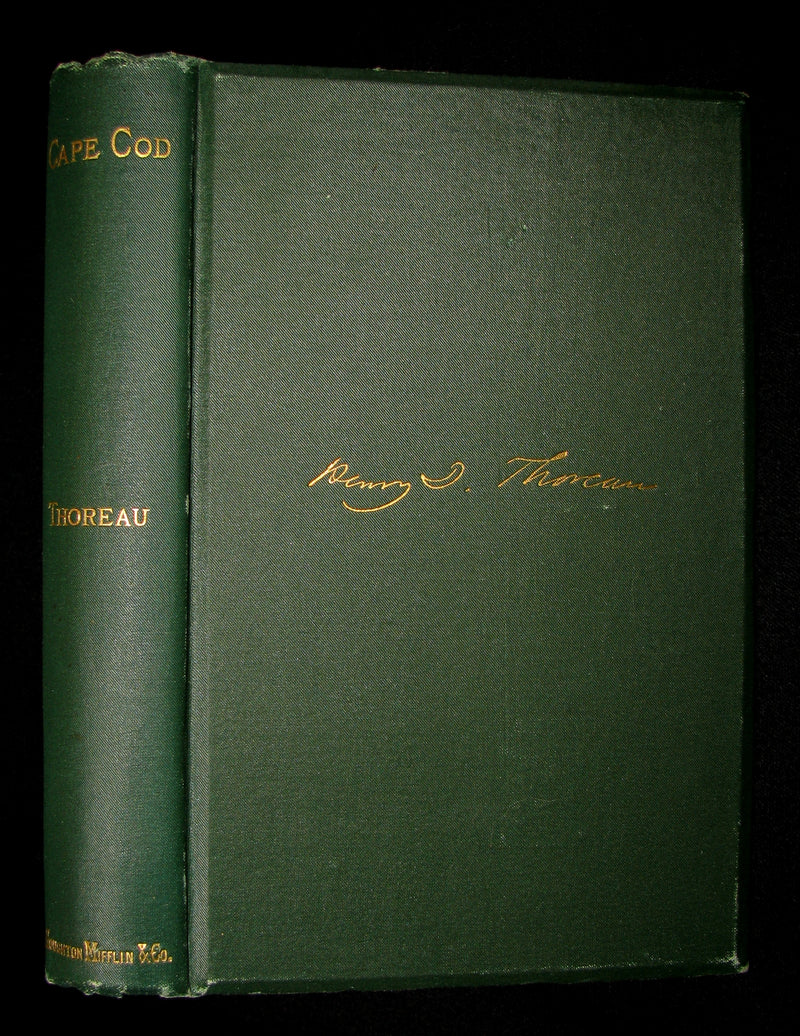 CAPE COD
THOREAU
HOUGHTON MIFFLIN & CO.
Henry D. Thoreau